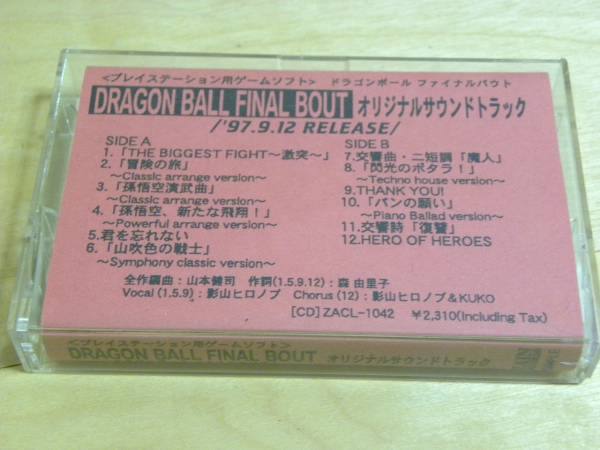 <プレイステーション用ゲームソフト> ドラゴンボール ファイナルバウト
DRAGON BALL FINAL BOUT オリジナルサウンドトラック
/'97.9.12 RELEASE/
SIDE A
1.「THE BIGGEST FIGHT～激突～」
2.「冒険の旅」
～Classic arrange version～
3.「孫悟空演武曲」
～Classic arrange version～
4.「孫悟空、新たな飛翔!」
～Powerful arrange version～
5.君を忘れない
6.「山吹色の戦士」
～Symphony classic version～
SIDE B
7.交響曲・ニ短調「魔人」
8.「閃光のポタラ!」
～Techno house version～
9.THANK YOU!
10.「パンの願い」
～Piano Ballad version～
11.交響詩「復讐」
12.HERO OF HEROES
全作編曲:山本健司 作詞(1.5.9.12):森 由里子
Vocal (1.5.9):影山ヒロノブ Chorus (12):影山ヒロノブ&KUKO
[CD]ZACL-1042 ¥2,310(Including Tax)
<プレイステーション用ゲームソフト>
DRAGON BALL FINAL BOUT オリジナルサウンドトラック